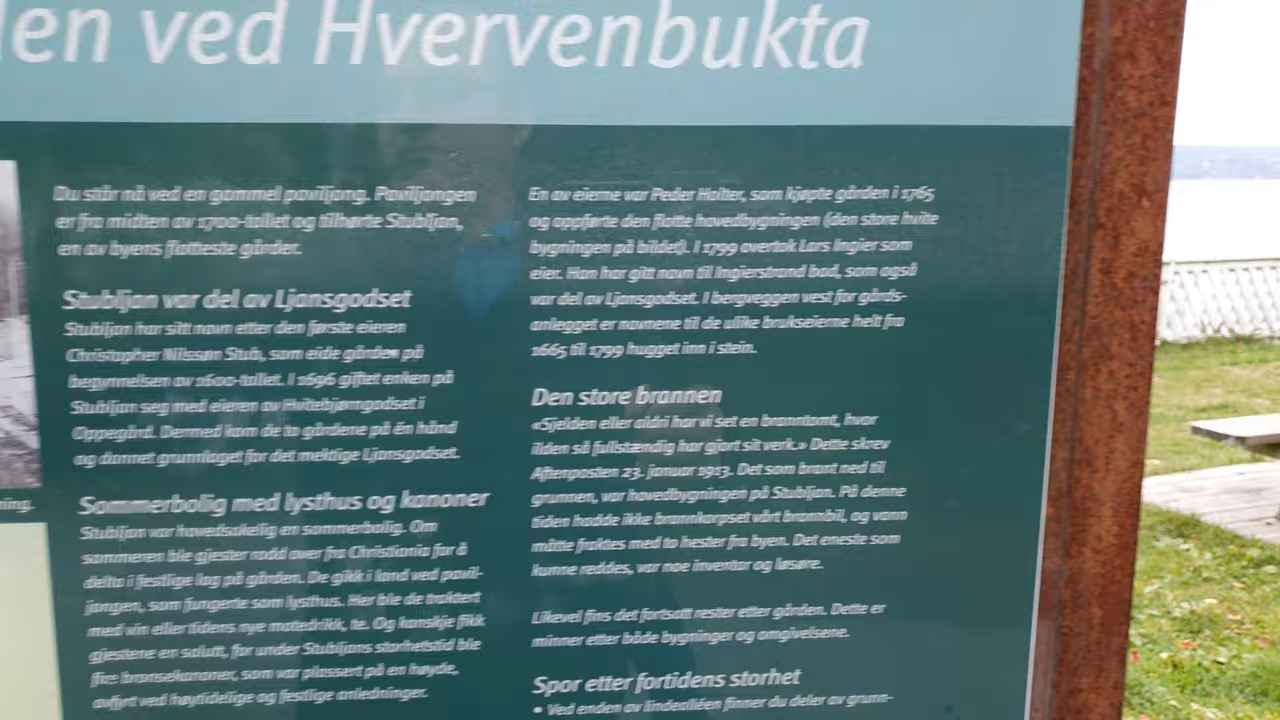 en ved Hvervenbukta
Du står nå ved en gammel paviljong. Paviljongen
er fra midten av 1700-tallet og tilhørte Stubljan,
en av byens flotteste gårder.
Stubljan var del av Ljansgodset
Stubljan har sitt navn etter den første eieren
Christopher Nilssøn Stub, som eide gården på
begynnelsen av 1600-tallet. I 1696 giftet enken på
Stubljan seg med eieren av Hvitebjørngodset i
Oppegård. Dermed kom de to gårdene på én hånd
og dannet grunnlaget for det mektige Ljansgodset.
Sommerbolig med lysthus og kanoner
Stubljan var hovedsakelig en sommerbolig. Om
sommeren ble gjester rodd over fra Christiania for å
delta i festlige lag på gården. De gikk i land ved pavil-
jongen, som fungerte som lysthus. Her ble de traktert
med vin eller tidens nye motedrikk, te. Og kanskje fikk
gjestene en salutt, for under Stubljans storhetstid ble
fire bronsekanoner, som var plassert på en høyde,
avfyrt ved høytidelige og festlige anledninger.
ning.
En av eierne var Peder Holter, som kjøpte gården i 1765
og oppførte den flotte hovedbygningen (den store hvite
bygningen på bildet). I 1799 overtok Lars Ingier som
eier. Han har gitt navn til Ingierstrand bad, som også
var del av Ljansgodset. I bergveggen vest for gårds-
anlegget er navnene til de ulike brukseierne helt fra
1665 til 1799 hugget inn i stein.
Den store brannen
«Sjelden eller aldri har vi set en branntomt, hvor
ilden så fullstændig har gjort sit verk.» Dette skrev
Aftenposten 23. januar 1913. Det som brant ned til
grunnen, var hovedbygningen på Stubljan. På denne
tiden hadde ikke brannkorpset vårt brannbil, og vann
måtte fraktes med to hester fra byen. Det eneste som
kunne reddes, var noe inventar og løsøre.
Likevel fins det fortsatt rester etter gården. Dette er
minner etter både bygninger og omgivelsene.
Spor etter fortidens storhet
• Ved enden av lindealléen finner du deler av grunn-